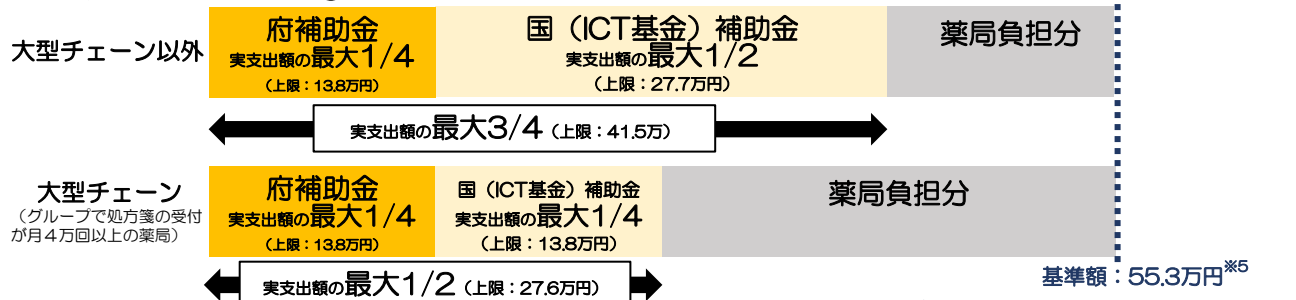 大型チェーン以外
府補助金
実支出額の最大1/4
(上限:13.8万円)
国(ICT基金)補助金
実支出額の最大1/2
(上限:27.7万円)
薬局負担分
実支出額の最大3/4(上限:41.5万)
大型チェーン
(グループで処方箋の受付
が月4万回以上の薬局)
府補助金
実支出額の最大1/4
(上限:13.8万円)
国(ICT基金)補助金
実支出額の最大1/4
(上限:13.8万円)
薬局負担分
実支出額の最大1/2(上限:27.6万円)
基準額:55.3万円※5